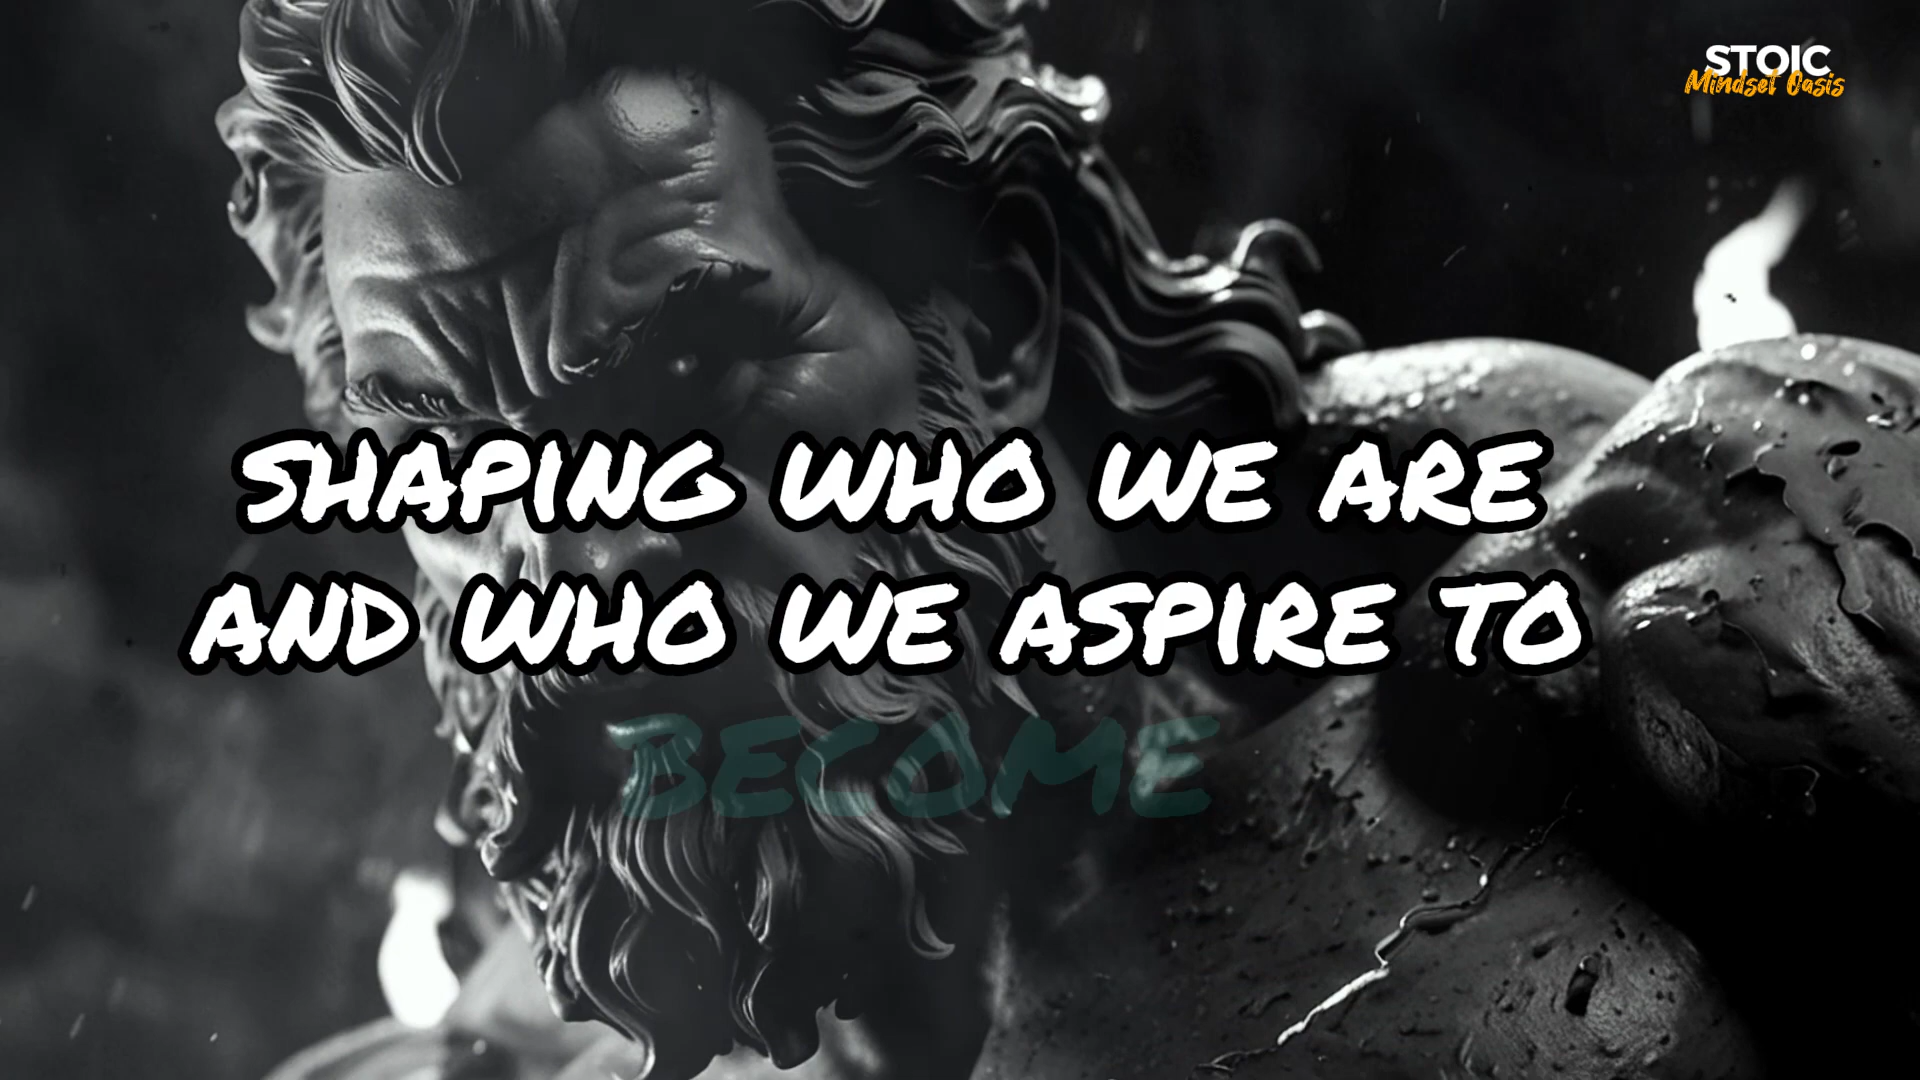 STOIC
Mindset Oasis
SHAPING WHO WE ARE
AND WHO WE ASPIRE TO
BECOME